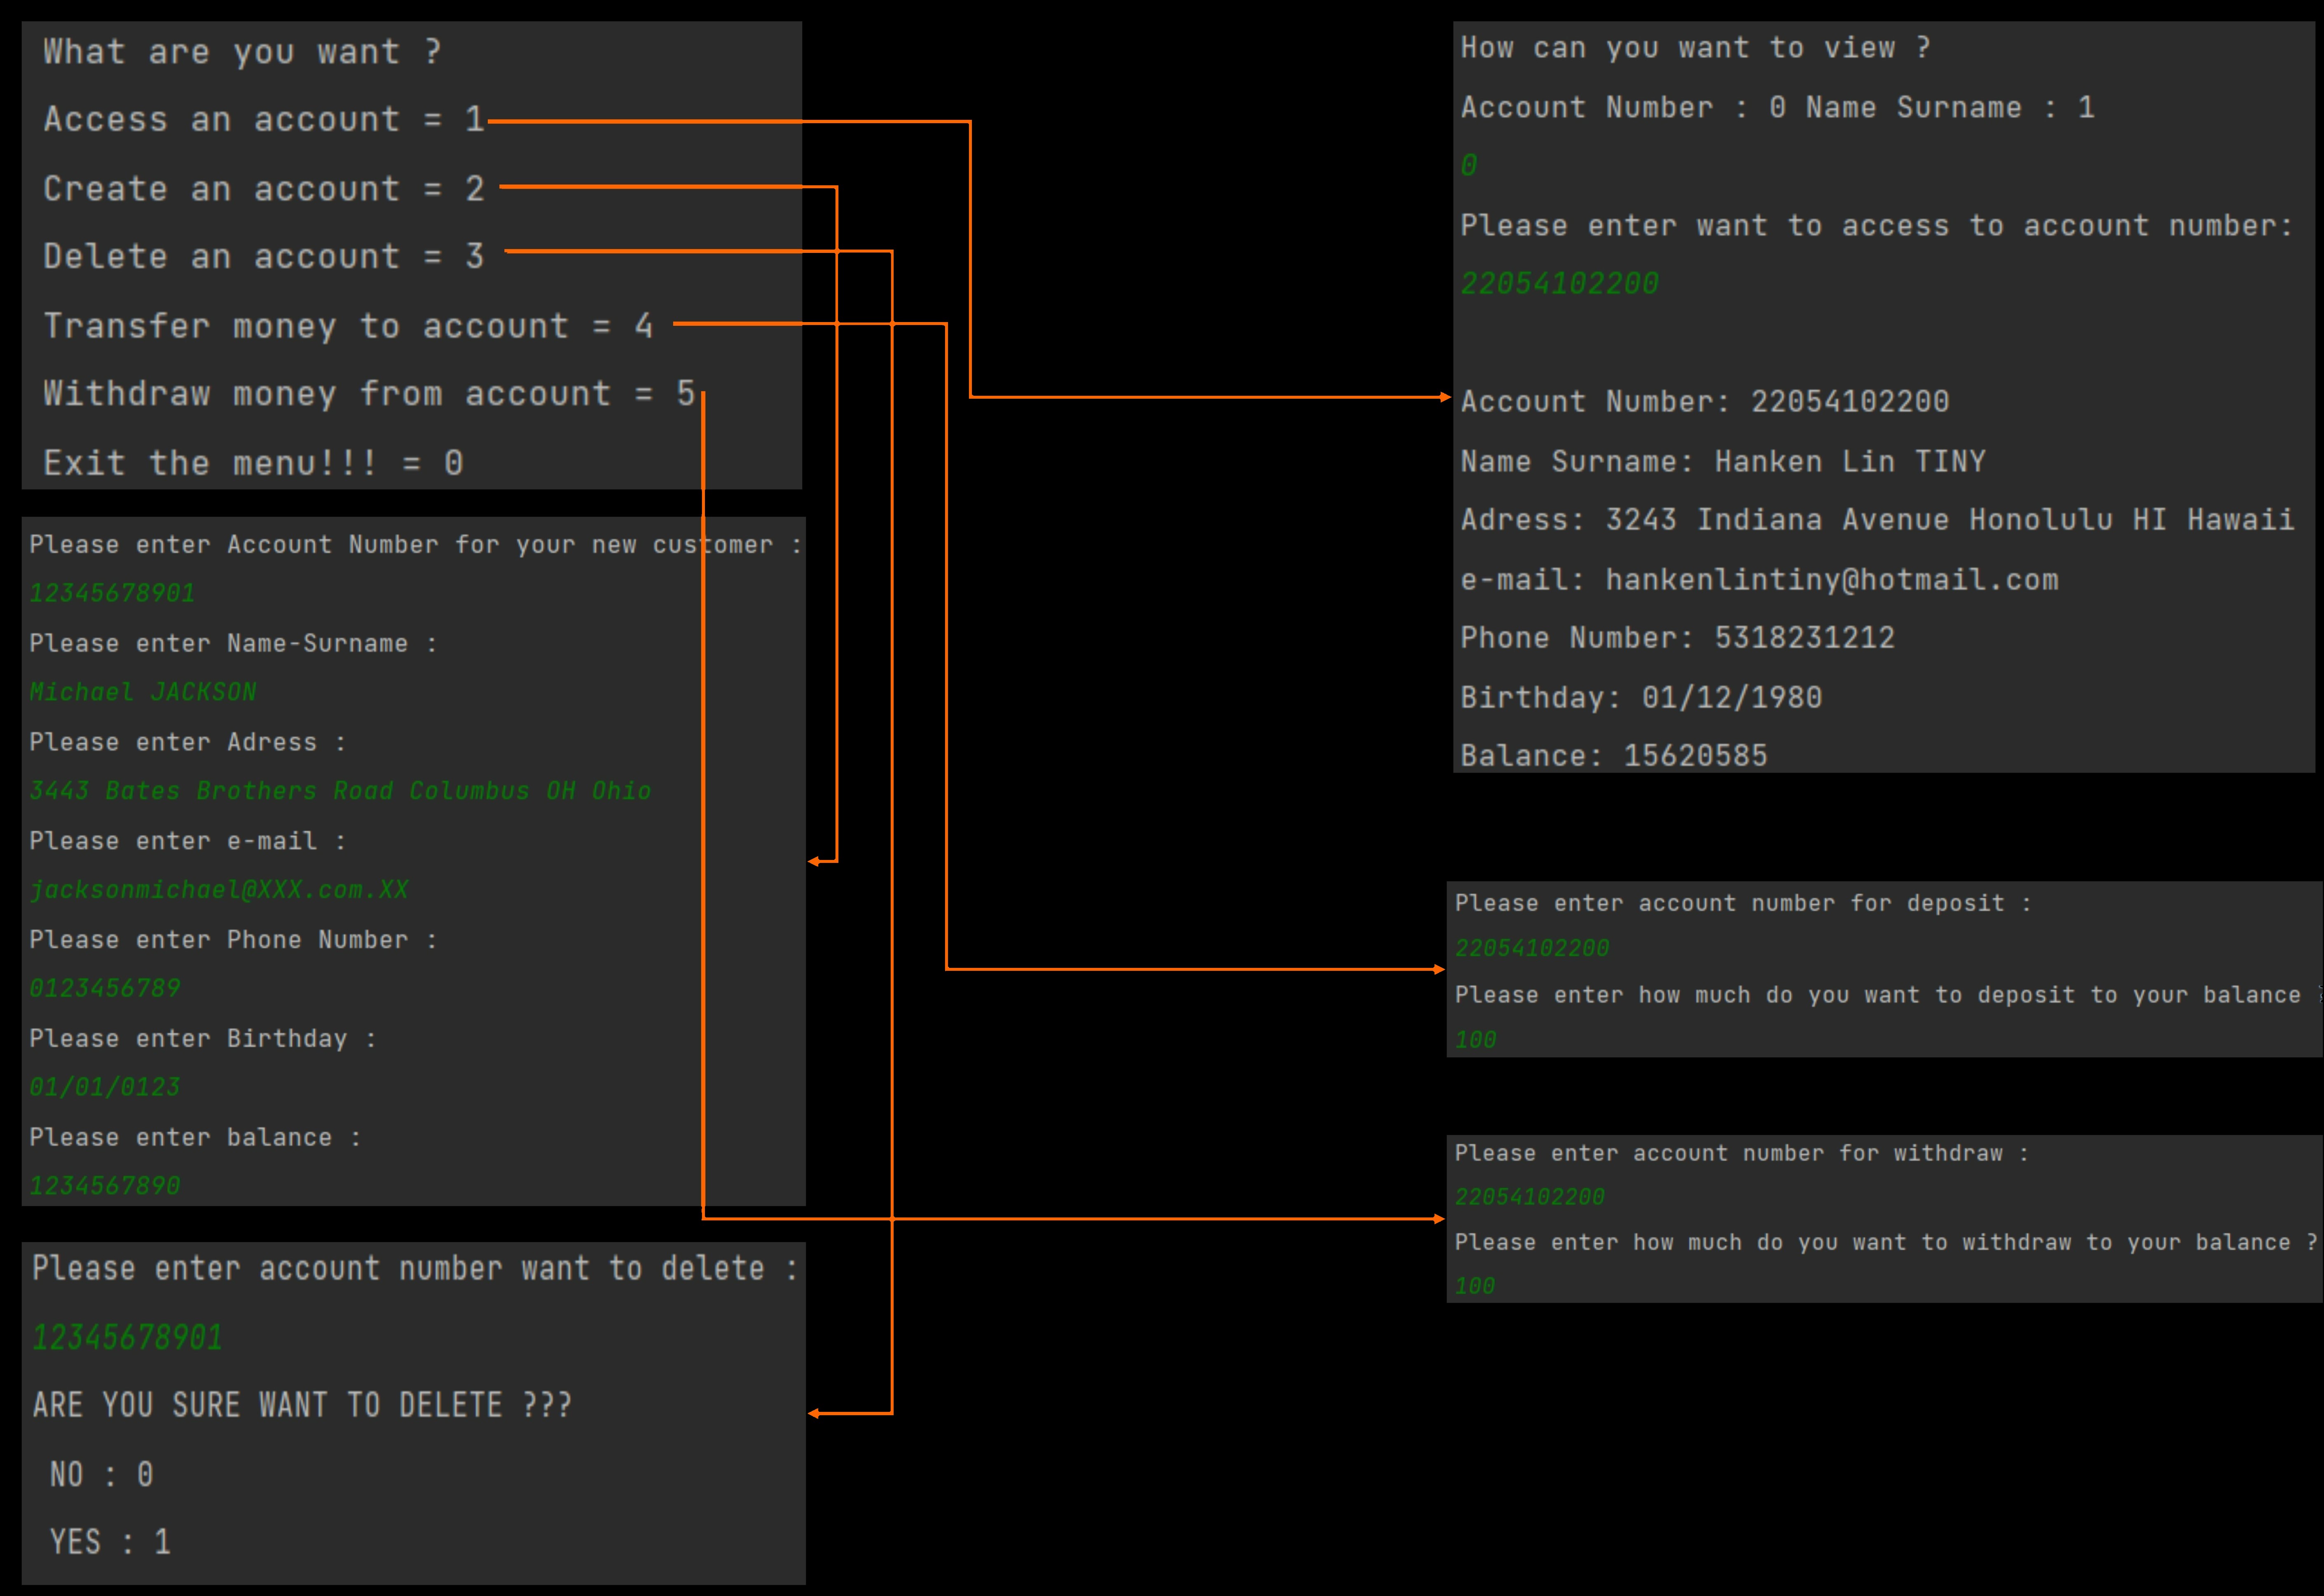 What are you want ?
Access an account = 1
Create an account = 2
Delete an account = 3
Transfer money to account = 4
Withdraw money from account = 5
Exit the menu!!! = 0
Please enter Account Number for your new customer :
12345678901
Please enter Name-Surname :
Michael JACKSON
Please enter Adress :
3443 Bates Brothers Road Columbus OH Ohio
Please enter e-mail :
jacksonmichael@XXX.com.XX
Please enter Phone Number :
0123456789
Please enter Birthday :
01/01/0123
Please enter balance :
1234567890
Please enter account number want to delete :
12345678901
ARE YOU SURE WANT TO DELETE ???
NO : 0
YES : 1
How can you want to view ?
Account Number : 0 Name Surname : 1
0
Please enter want to access to account number:
22054102200
Account Number: 22054102200
Name Surname: Hanken Lin TINY
Adress: 3243 Indiana Avenue Honolulu HI Hawaii
e-mail: hankenlintiny@hotmail.com
Phone Number: 5318231212
Birthday: 01/12/1980
Balance: 15620585
Please enter account number for deposit :
22054102200
Please enter how much do you want to deposit to your balance
100
Please enter account number for withdraw :
22054102200
Please enter how much do you want to withdraw to your balance ?
100